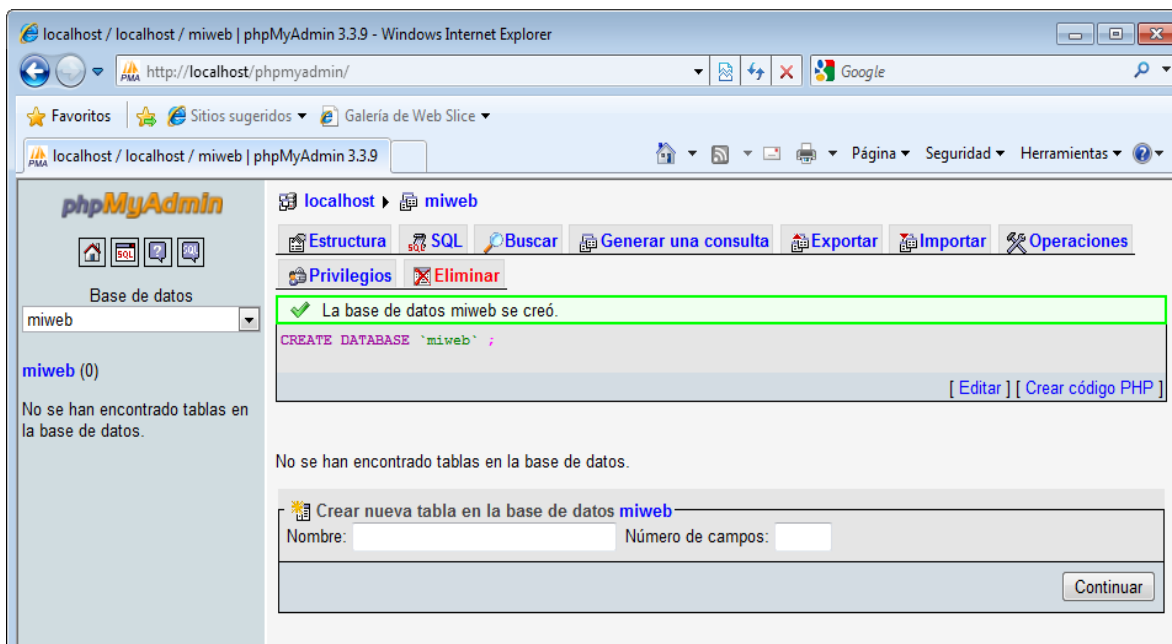 localhost / localhost / miweb | phpMyAdmin 3.3.9 - Windows Internet Explorer
PMA http://localhost/phpmyadmin/ Google
Favoritos Sitios sugeridos Galería de Web Slice
PMA localhost / localhost / miweb | phpMyAdmin 3.3.9 Página Seguridad Herramientas
phpMyAdmin
SQL
Base de datos
miweb
miweb (0)
No se han encontrado tablas en
la base de datos.
localhost miweb
Estructura SQL Buscar Generar una consulta Exportar Importar Operaciones
Privilegios Eliminar
La base de datos miweb se creó.
CREATE DATABASE `miweb` ;
[ Editar ] [ Crear código PHP ]
No se han encontrado tablas en la base de datos.
Crear nueva tabla en la base de datos miweb
Nombre: Número de campos:
Continuar